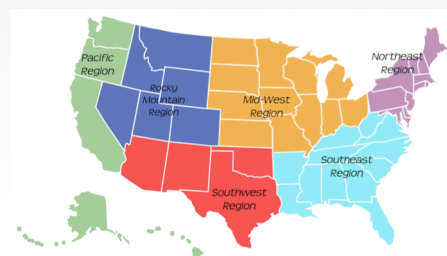 Northeast
Region
Pacific
Region
Rocky
Mountain
Region
Mid-West
Region
Southeast
Region
Southwest
Region